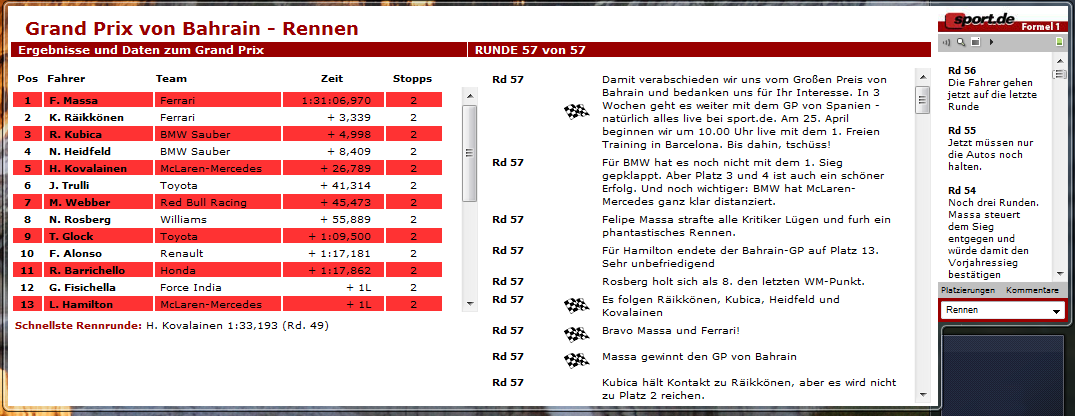 Grand Prix von Bahrain - Rennen
Ergebnisse und Daten zum Grand Prix
Pos Fahrer Team Zeit Stopps
1 F. Massa Ferrari 1:31:06,970 2
2 K. Räikkönen Ferrari + 3,339 2
3 R. Kubica BMW Sauber + 4,998 2
4 N. Heidfeld BMW Sauber + 8,409 2
5 H. Kovalainen McLaren-Mercedes + 26,789 2
6 J. Trulli Toyota + 41,314 2
7 M. Webber Red Bull Racing + 45,473 2
8 N. Rosberg Williams + 55,889 2
9 T. Glock Toyota + 1:09,500 2
10 F. Alonso Renault + 1:17,181 2
11 R. Barrichello Honda + 1:17,862 2
12 G. Fisichella Force India + 1L 2
13 L. Hamilton McLaren-Mercedes + 1L 2
Schnellste Rennrunde: H. Kovalainen 1:33,193 (Rd. 49)
RUNDE 57 von 57
Rd 57 Damit verabschieden wir uns vom Großen Preis von
Bahrain und bedanken uns für Ihr Interesse. In 3
Wochen geht es weiter mit dem GP von Spanien -
natürlich alles live bei sport.de. Am 25. April
beginnen wir um 10.00 Uhr live mit dem 1. Freien
Training in Barcelona. Bis dahin, tschüss!
Rd 57 Für BMW hat es noch nicht mit dem 1. Sieg
gepklappt. Aber Platz 3 und 4 ist auch ein schöner
Erfolg. Und noch wichtiger: BMW hat McLaren-
Mercedes ganz klar distanziert.
Rd 57 Felipe Massa strafte alle Kritiker Lügen und furh ein
phantastisches Rennen.
Rd 57 Für Hamilton endete der Bahrain-GP auf Platz 13.
Sehr unbefriedigend
Rd 57 Rosberg holt sich als 8. den letzten WM-Punkt.
Rd 57 Es folgen Räikkönen, Kubica, Heidfeld und
Kovalainen
Rd 57 Bravo Massa und Ferrari!
Rd 57 Massa gewinnt den GP von Bahrain
Rd 57 Kubica hält Kontakt zu Räikkönen, aber es wird nicht
zu Platz 2 reichen.
sport.de
Formel 1
Rd 56
Die Fahrer gehen
jetzt auf die letzte
Runde
Rd 55
Jetzt müssen nur
die Autos noch
halten.
Rd 54
Noch drei Runden.
Massa steuert
dem Sieg
entgegen und
würde damit den
Vorjahressieg
bestätigen
Platzierungen Kommentare
Rennen